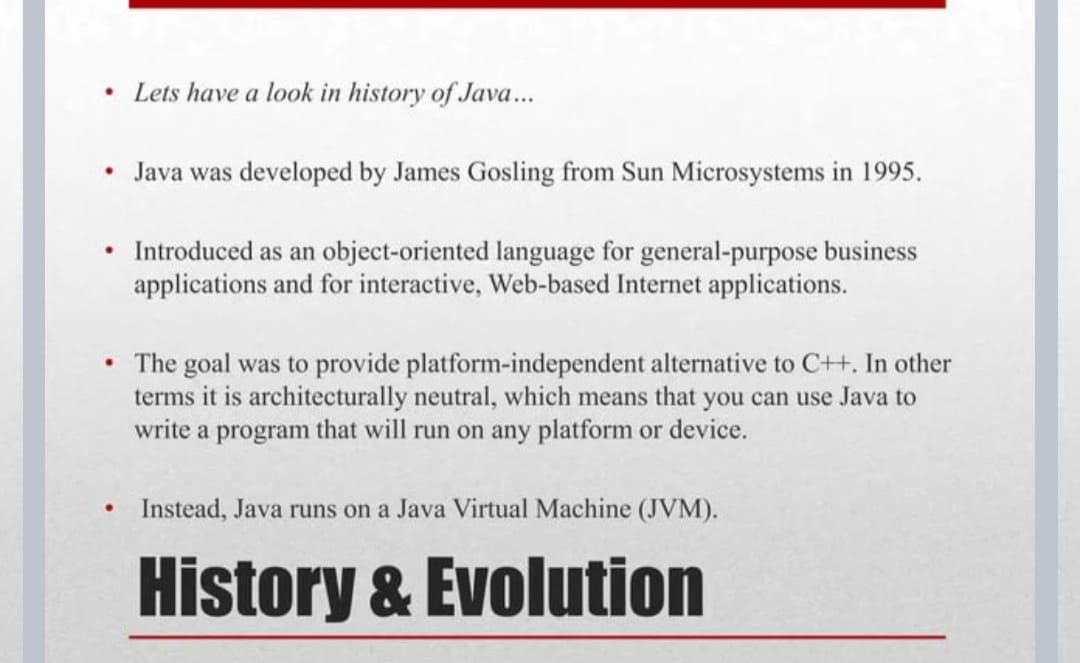 • Lets have a look in history of Java...
• Java was developed by James Gosling from Sun Microsystems in 1995.
• Introduced as an object-oriented language for general-purpose business
applications and for interactive, Web-based Internet applications.
• The goal was to provide platform-independent alternative to C++. In other
terms it is architecturally neutral, which means that you can use Java to
write a program that will run on any platform or device.
• Instead, Java runs on a Java Virtual Machine (JVM).
History & Evolution